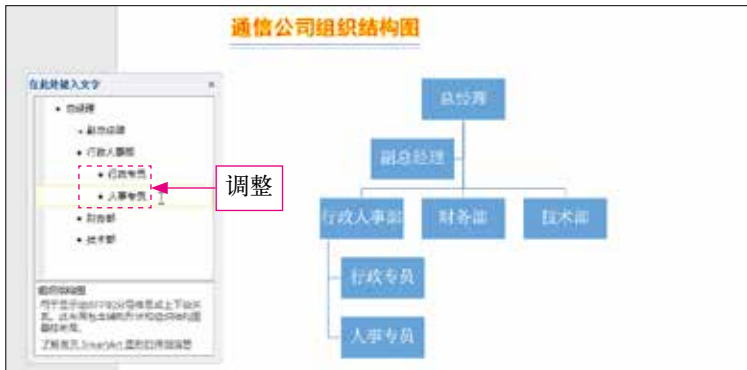 通信公司组织结构图
在此处键入文字
总经理
副总经理
行政人事部
行政专员
人事专员
财务部
技术部
调整
组织结构图
总经理
副总经理
行政人事部
财务部
技术部
行政专员
人事专员